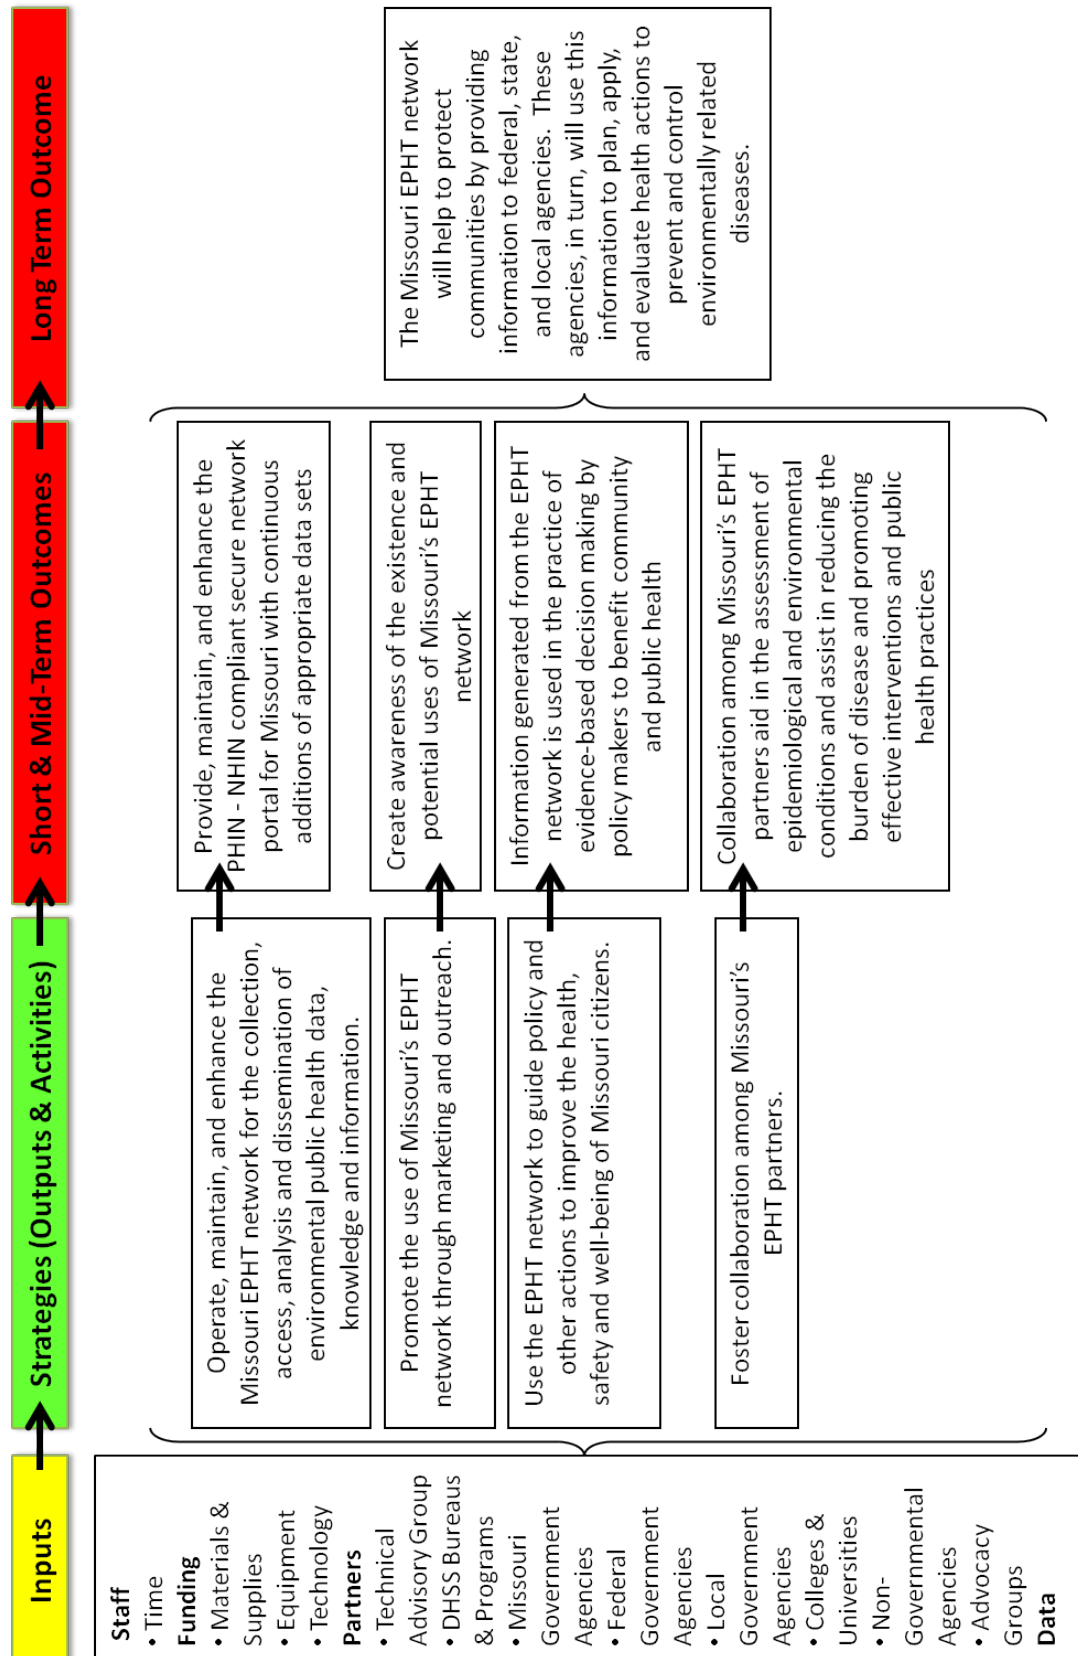 Inputs
Strategies (Outputs & Activities)
Short & Mid-Term Outcomes
Long Term Outcome
Staff
• Time
Funding
• Materials &
Supplies
• Equipment
• Technology
Partners
• Technical
Advisory Group
• DHSS Bureaus
& Programs
• Missouri
Government
Agencies
• Federal
Government
Agencies
• Local
Government
Agencies
• Colleges &
Universities
• Non-
Governmental
Agencies
• Advocacy
Groups
Data
Operate, maintain, and enhance the
Missouri EPHT network for the collection,
access, analysis and dissemination of
environmental public health data,
knowledge and information.
Promote the use of Missouri's EPHT
network through marketing and outreach.
Use the EPHT network to guide policy and
other actions to improve the health,
safety and well-being of Missouri citizens.
Foster collaboration among Missouri's
EPHT partners.
Provide, maintain, and enhance the
PHIN - NHIN compliant secure network
portal for Missouri with continuous
additions of appropriate data sets
Create awareness of the existence and
potential uses of Missouri's EPHT
network
Information generated from the EPHT
network is used in the practice of
evidence-based decision making by
policy makers to benefit community
and public health
Collaboration among Missouri's EPHT
partners aid in the assessment of
epidemiological and environmental
conditions and assist in reducing the
burden of disease and promoting
effective interventions and public
health practices
The Missouri EPHT network
will help to protect
communities by providing
information to federal, state,
and local agencies.  These
agencies, in turn, will use this
information to plan, apply,
and evaluate health actions to
prevent and control
environmentally related
diseases.